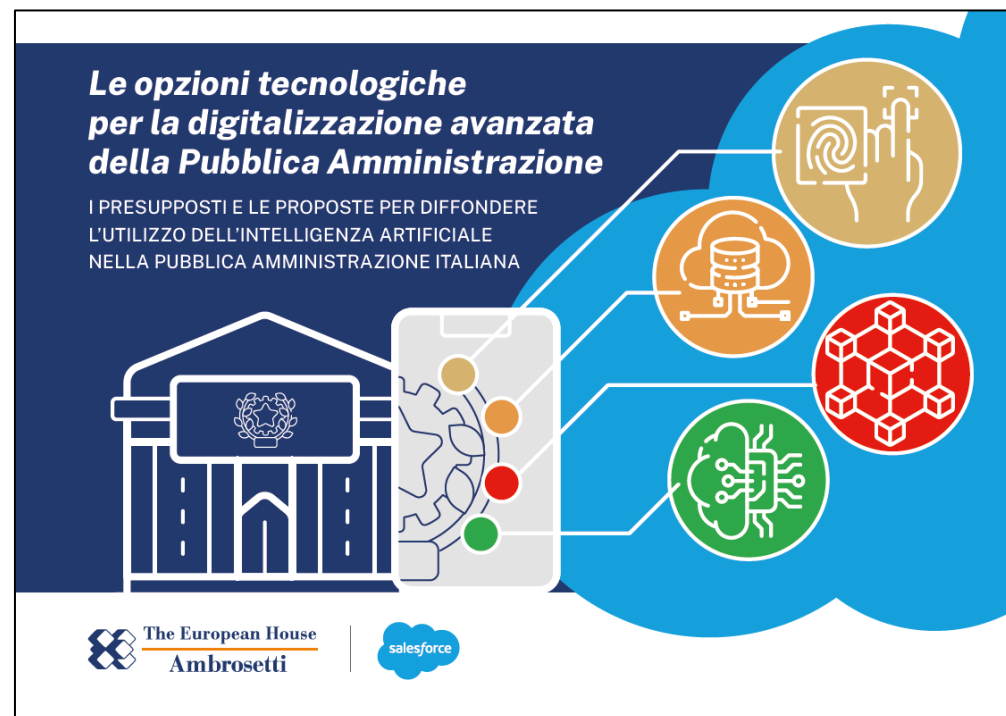 Le opzioni tecnologiche
per la digitalizzazione avanzata
della Pubblica Amministrazione
I PRESUPPOSTI E LE PROPOSTE PER DIFFONDERE
L'UTILIZZO DELL'INTELLIGENZA ARTIFICIALE
NELLA PUBBLICA AMMINISTRAZIONE ITALIANA
The European House
Ambrosetti
salesforce